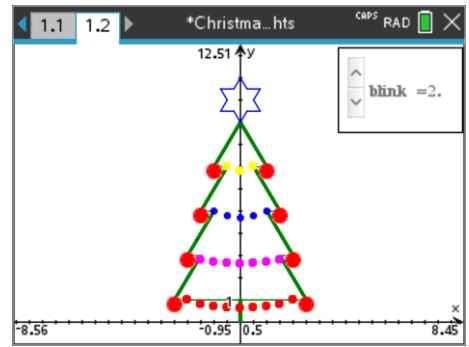 1.1 1.2 *Christma...hts CAPS RAD
12.51 y
blink =2.
1
x
-8.56 -0.95 0.5 8.45